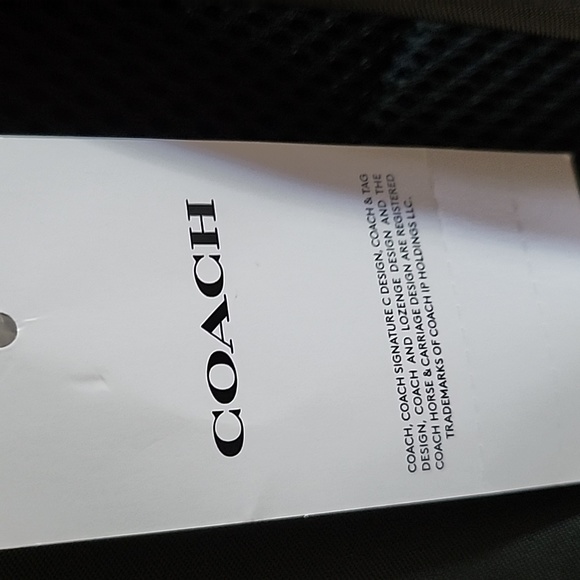 COACH
COACH, COACH SIGNATURE C DESIGN, COACH & TAG
DESIGN, COACH AND LOZENGE DESIGN AND THE
COACH HORSE & CARRIAGE DESIGN ARE REGISTERED
TRADEMARKS OF COACH IP HOLDINGS LLC.